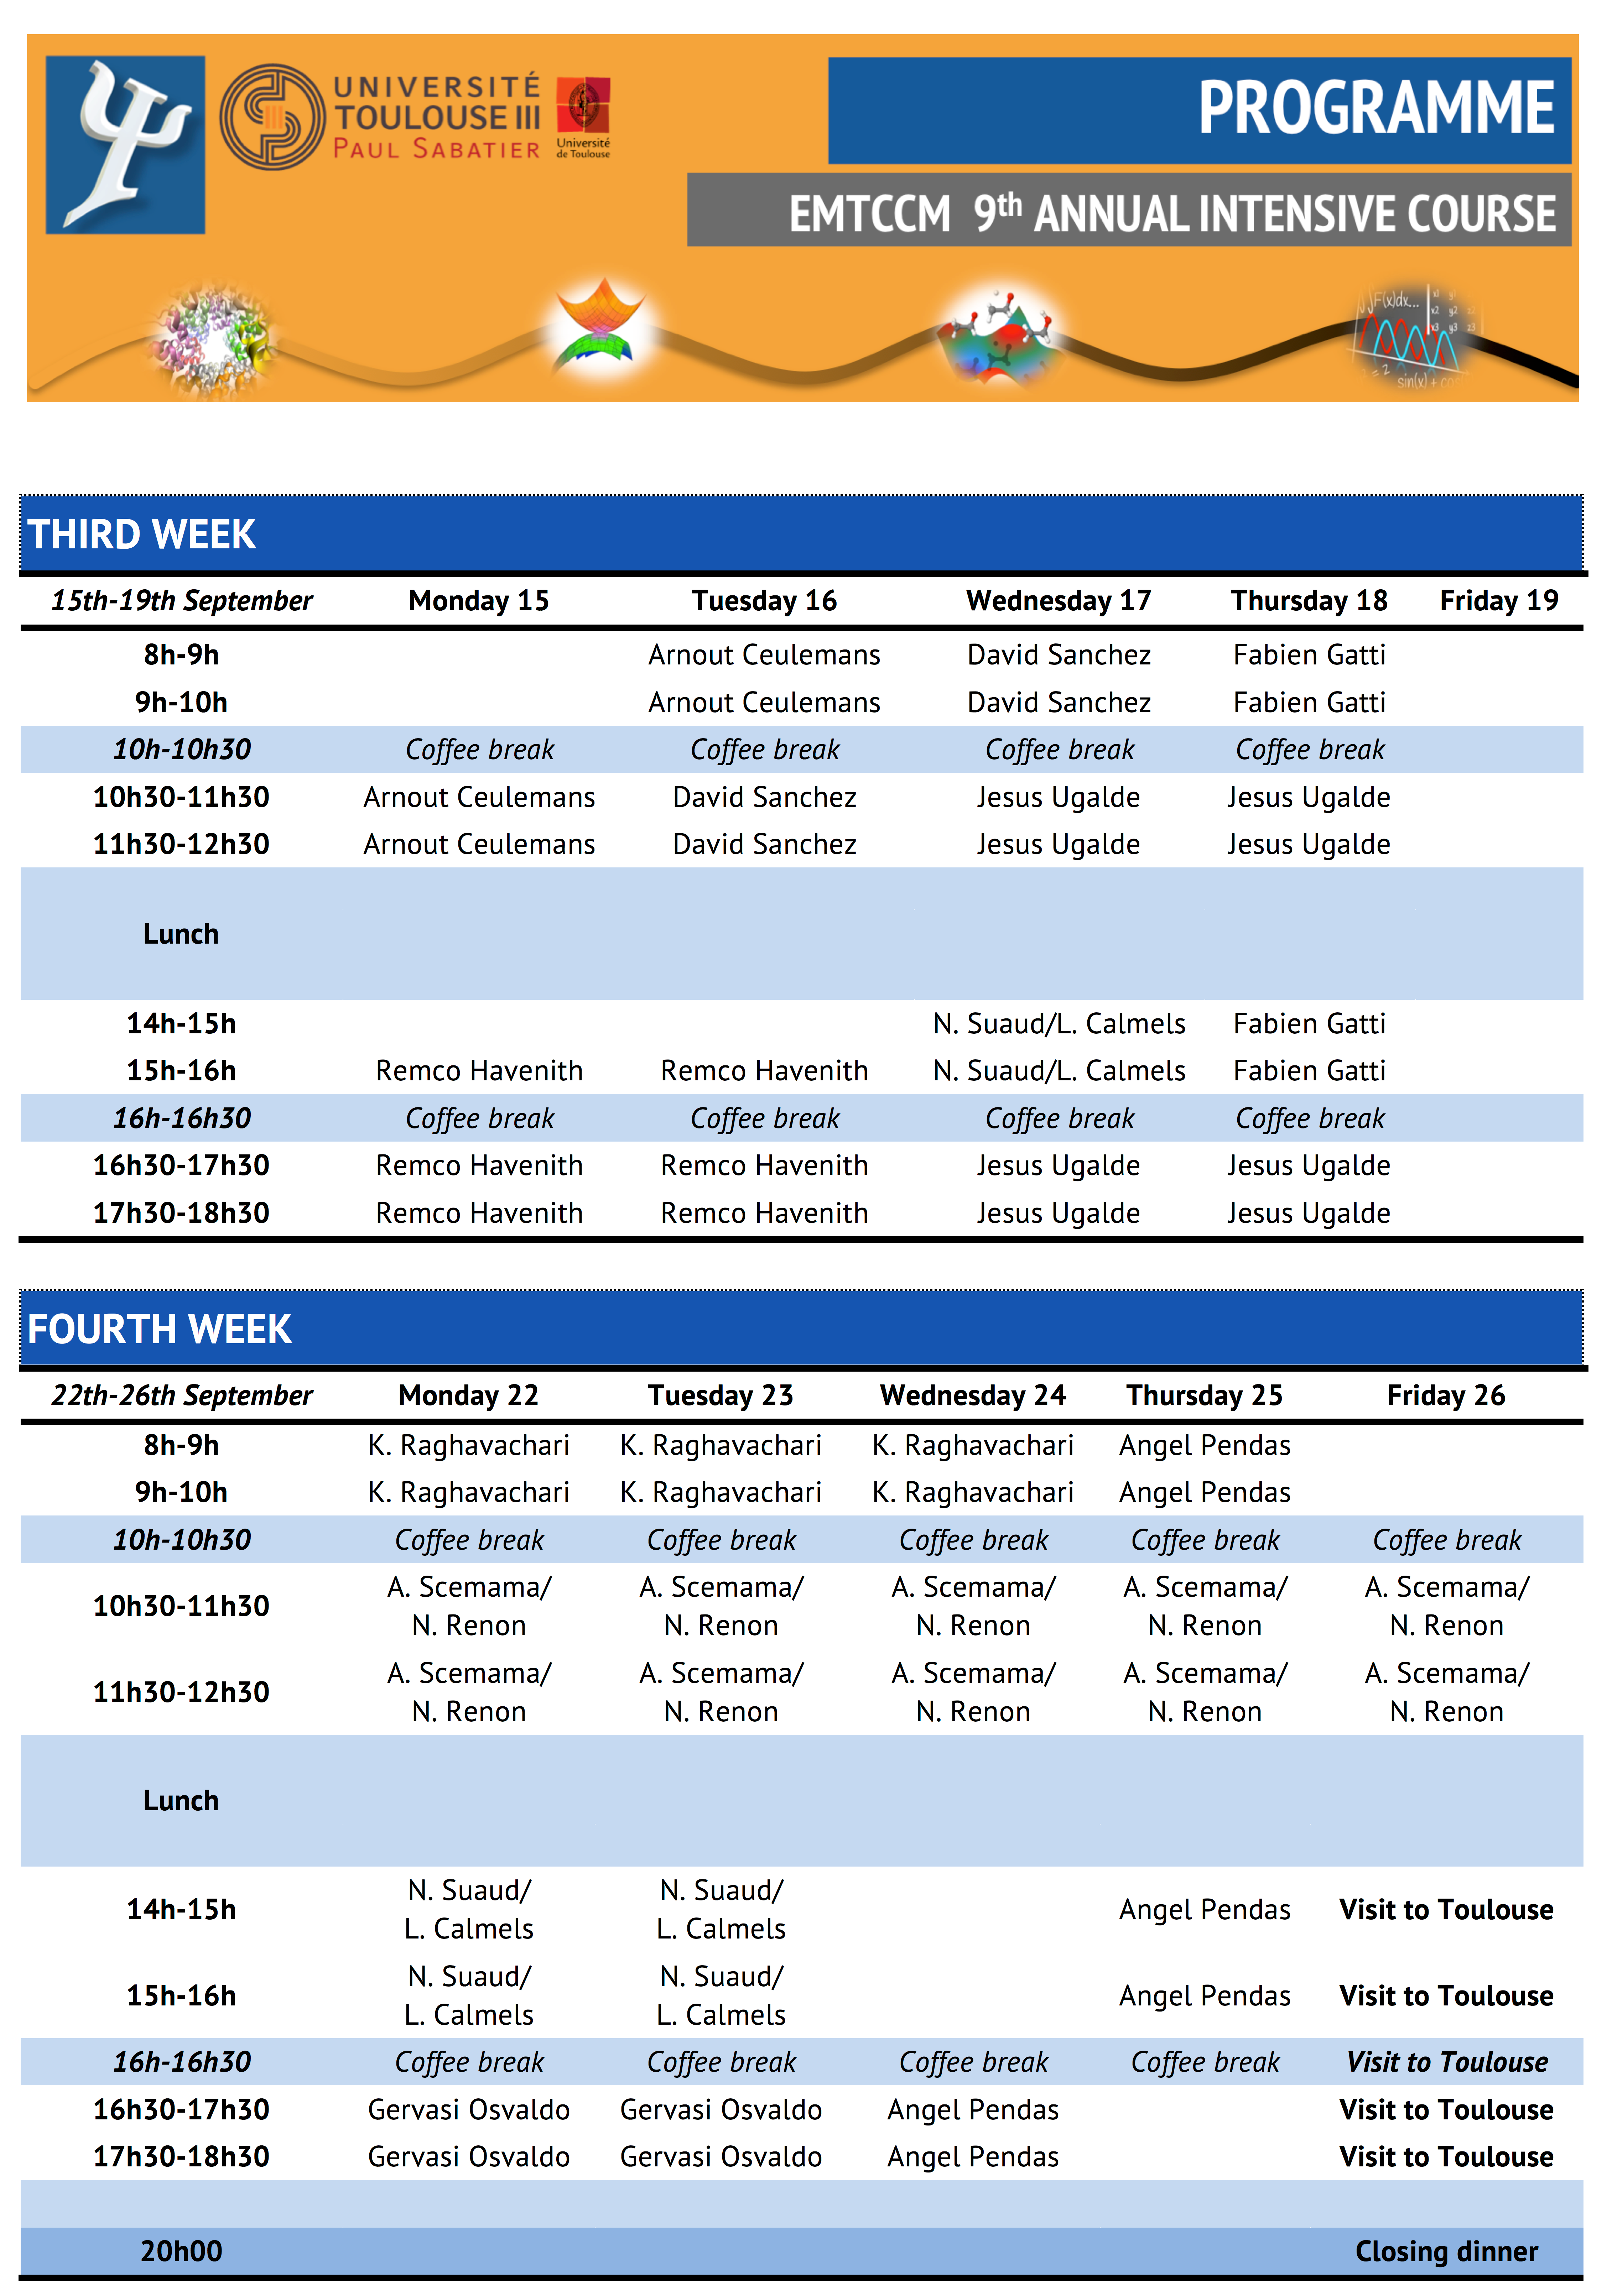 UNIVERSITÉ
TOULOUSE III
PAUL SABATIER
Université
de Toulouse
PROGRAMME
EMTCCM 9th ANNUAL INTENSIVE COURSE
∫F(x)dx...
sin(x) + co
THIRD WEEK
15th-19th September Monday 15 Tuesday 16 Wednesday 17 Thursday 18 Friday 19
8h-9h Arnout Ceulemans David Sanchez Fabien Gatti
9h-10h Arnout Ceulemans David Sanchez Fabien Gatti
10h-10h30 Coffee break Coffee break Coffee break Coffee break
10h30-11h30 Arnout Ceulemans David Sanchez Jesus Ugalde Jesus Ugalde
11h30-12h30 Arnout Ceulemans David Sanchez Jesus Ugalde Jesus Ugalde
Lunch
14h-15h N. Suaud/L. Calmels Fabien Gatti
15h-16h Remco Havenith Remco Havenith N. Suaud/L. Calmels Fabien Gatti
16h-16h30 Coffee break Coffee break Coffee break Coffee break
16h30-17h30 Remco Havenith Remco Havenith Jesus Ugalde Jesus Ugalde
17h30-18h30 Remco Havenith Remco Havenith Jesus Ugalde Jesus Ugalde
FOURTH WEEK
22th-26th September Monday 22 Tuesday 23 Wednesday 24 Thursday 25 Friday 26
8h-9h K. Raghavachari K. Raghavachari K. Raghavachari Angel Pendas
9h-10h K. Raghavachari K. Raghavachari K. Raghavachari Angel Pendas
10h-10h30 Coffee break Coffee break Coffee break Coffee break Coffee break
A. Scemama/ A. Scemama/ A. Scemama/ A. Scemama/ A. Scemama/
10h30-11h30
N. Renon N. Renon N. Renon N. Renon N. Renon
A. Scemama/ A. Scemama/ A. Scemama/ A. Scemama/ A. Scemama/
11h30-12h30
N. Renon N. Renon N. Renon N. Renon N. Renon
Lunch
N. Suaud/ N. Suaud/
14h-15h Angel Pendas Visit to Toulouse
L. Calmels L. Calmels
N. Suaud/ N. Suaud/
15h-16h Angel Pendas Visit to Toulouse
L. Calmels L. Calmels
16h-16h30 Coffee break Coffee break Coffee break Coffee break Visit to Toulouse
16h30-17h30 Gervasi Osvaldo Gervasi Osvaldo Angel Pendas Visit to Toulouse
17h30-18h30 Gervasi Osvaldo Gervasi Osvaldo Angel Pendas Visit to Toulouse
20h00 Closing dinner